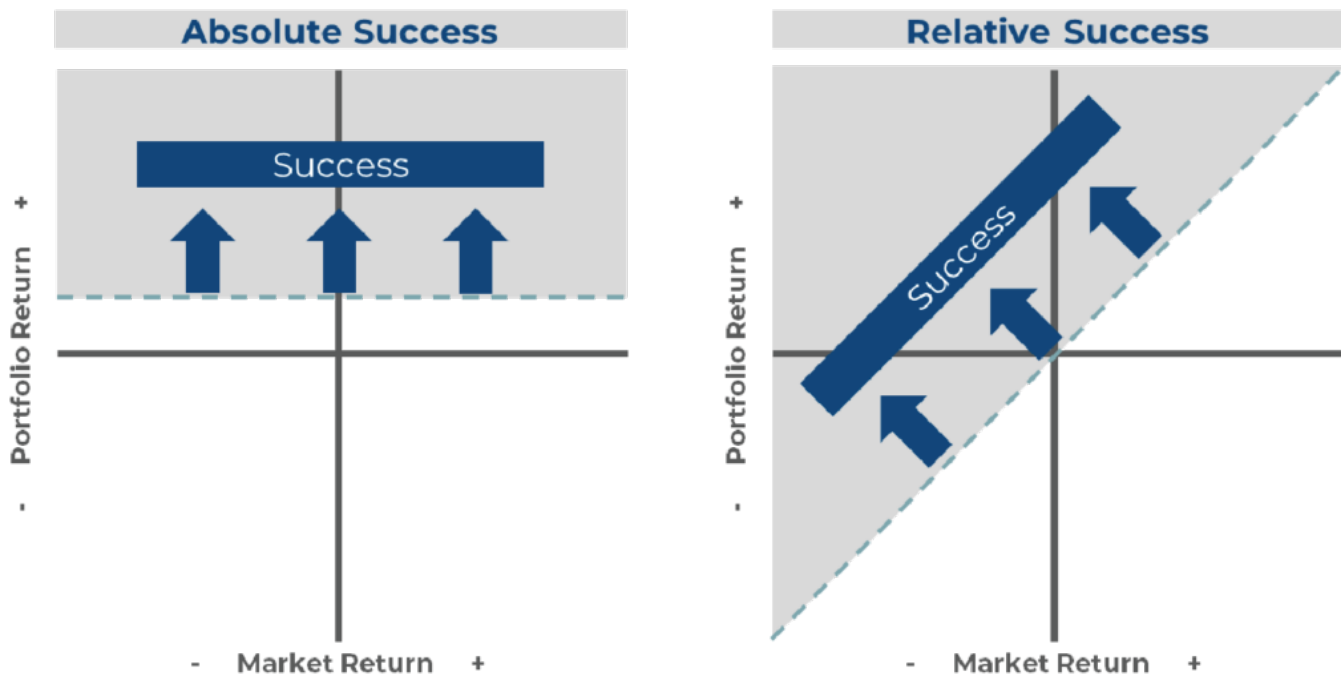 Absolute Success
Success
- Portfolio Return +
- Market Return +
Relative Success
Success
- Portfolio Return +
- Market Return +